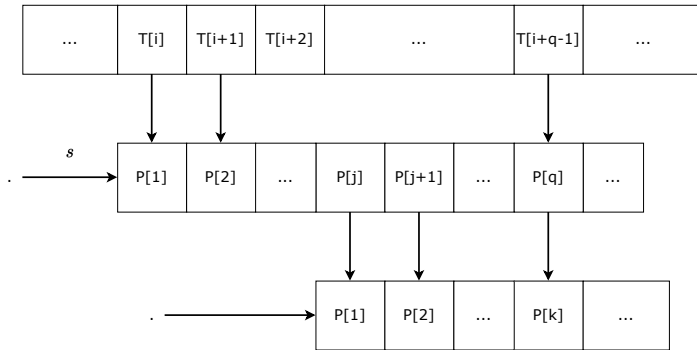 ... T[i] T[i+1] T[i+2] ... T[i+q-1] ...
s
. P[1] P[2] ... P[j] P[j+1] ... P[q] ...
. P[1] P[2] ... P[k] ...